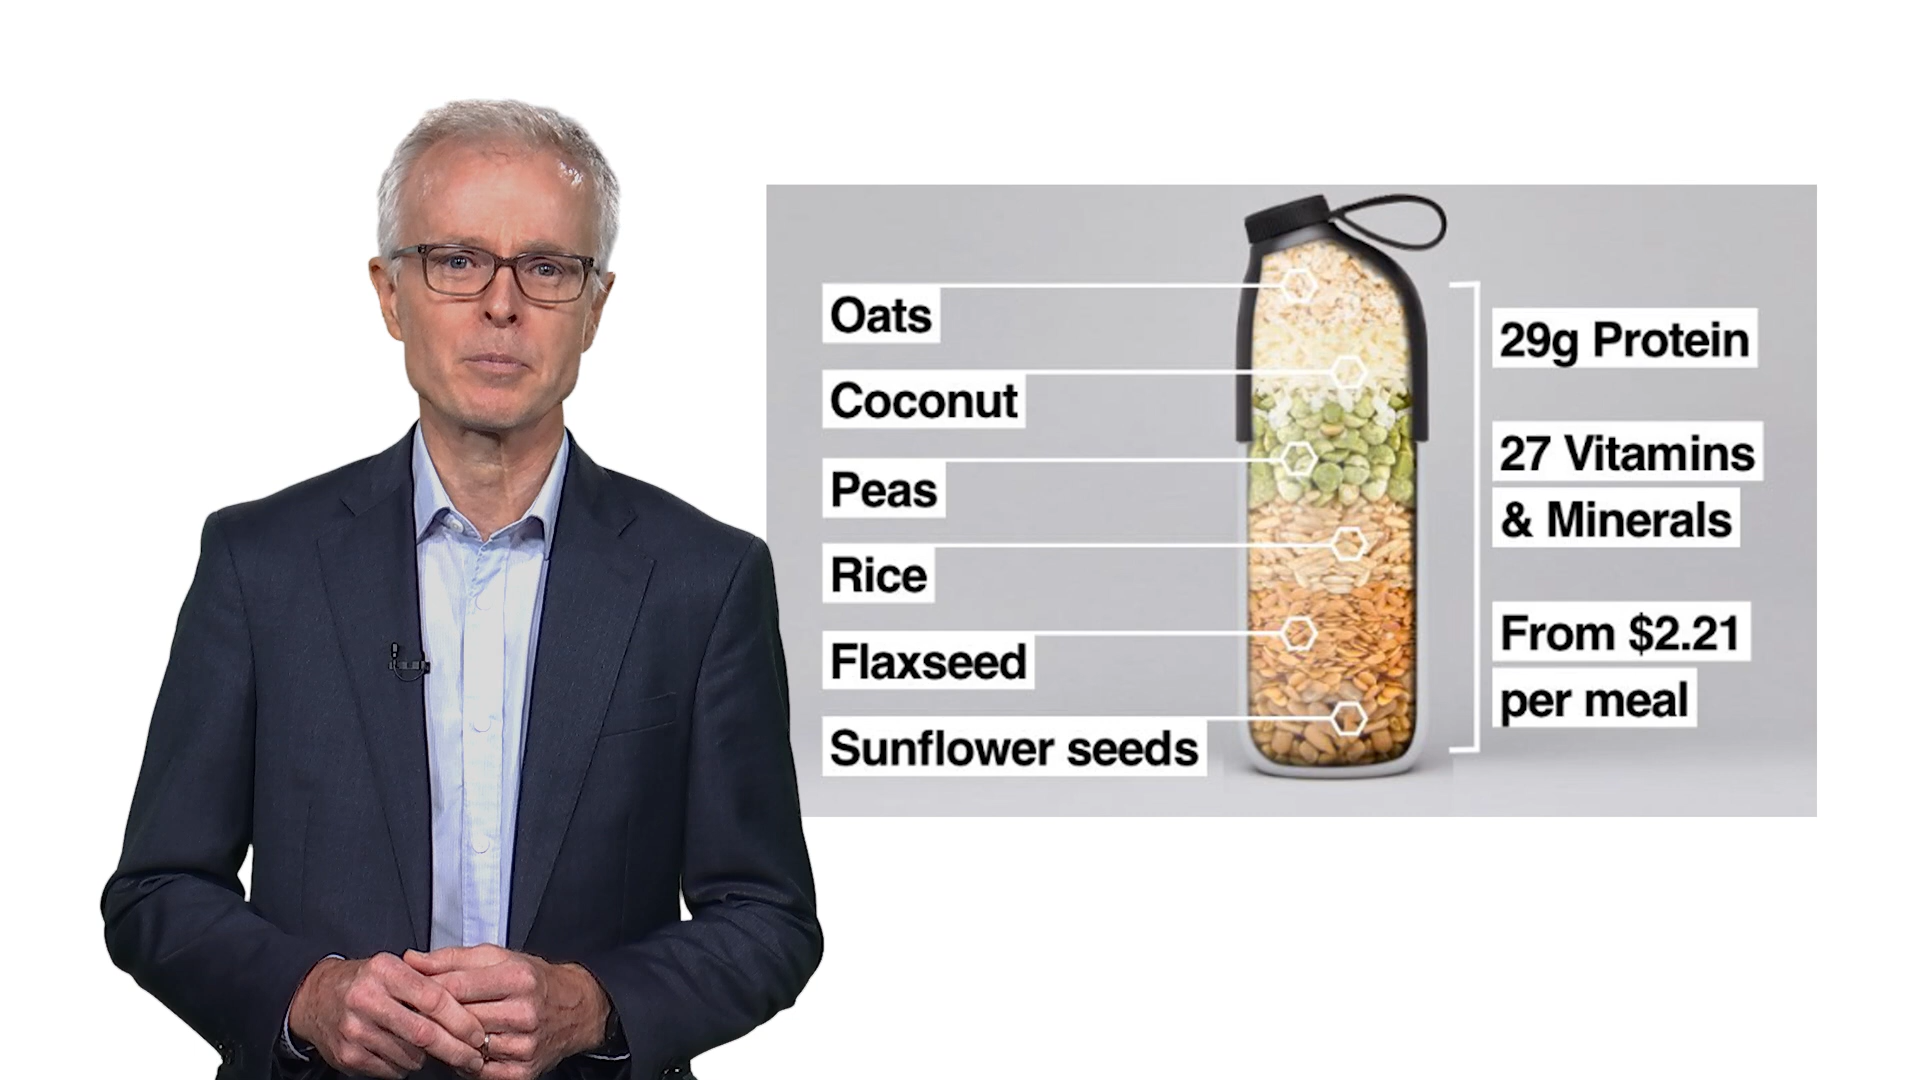 Oats
Coconut
Peas
Rice
Flaxseed
Sunflower seeds
29g Protein
27 Vitamins
& Minerals
From $2.21
per meal